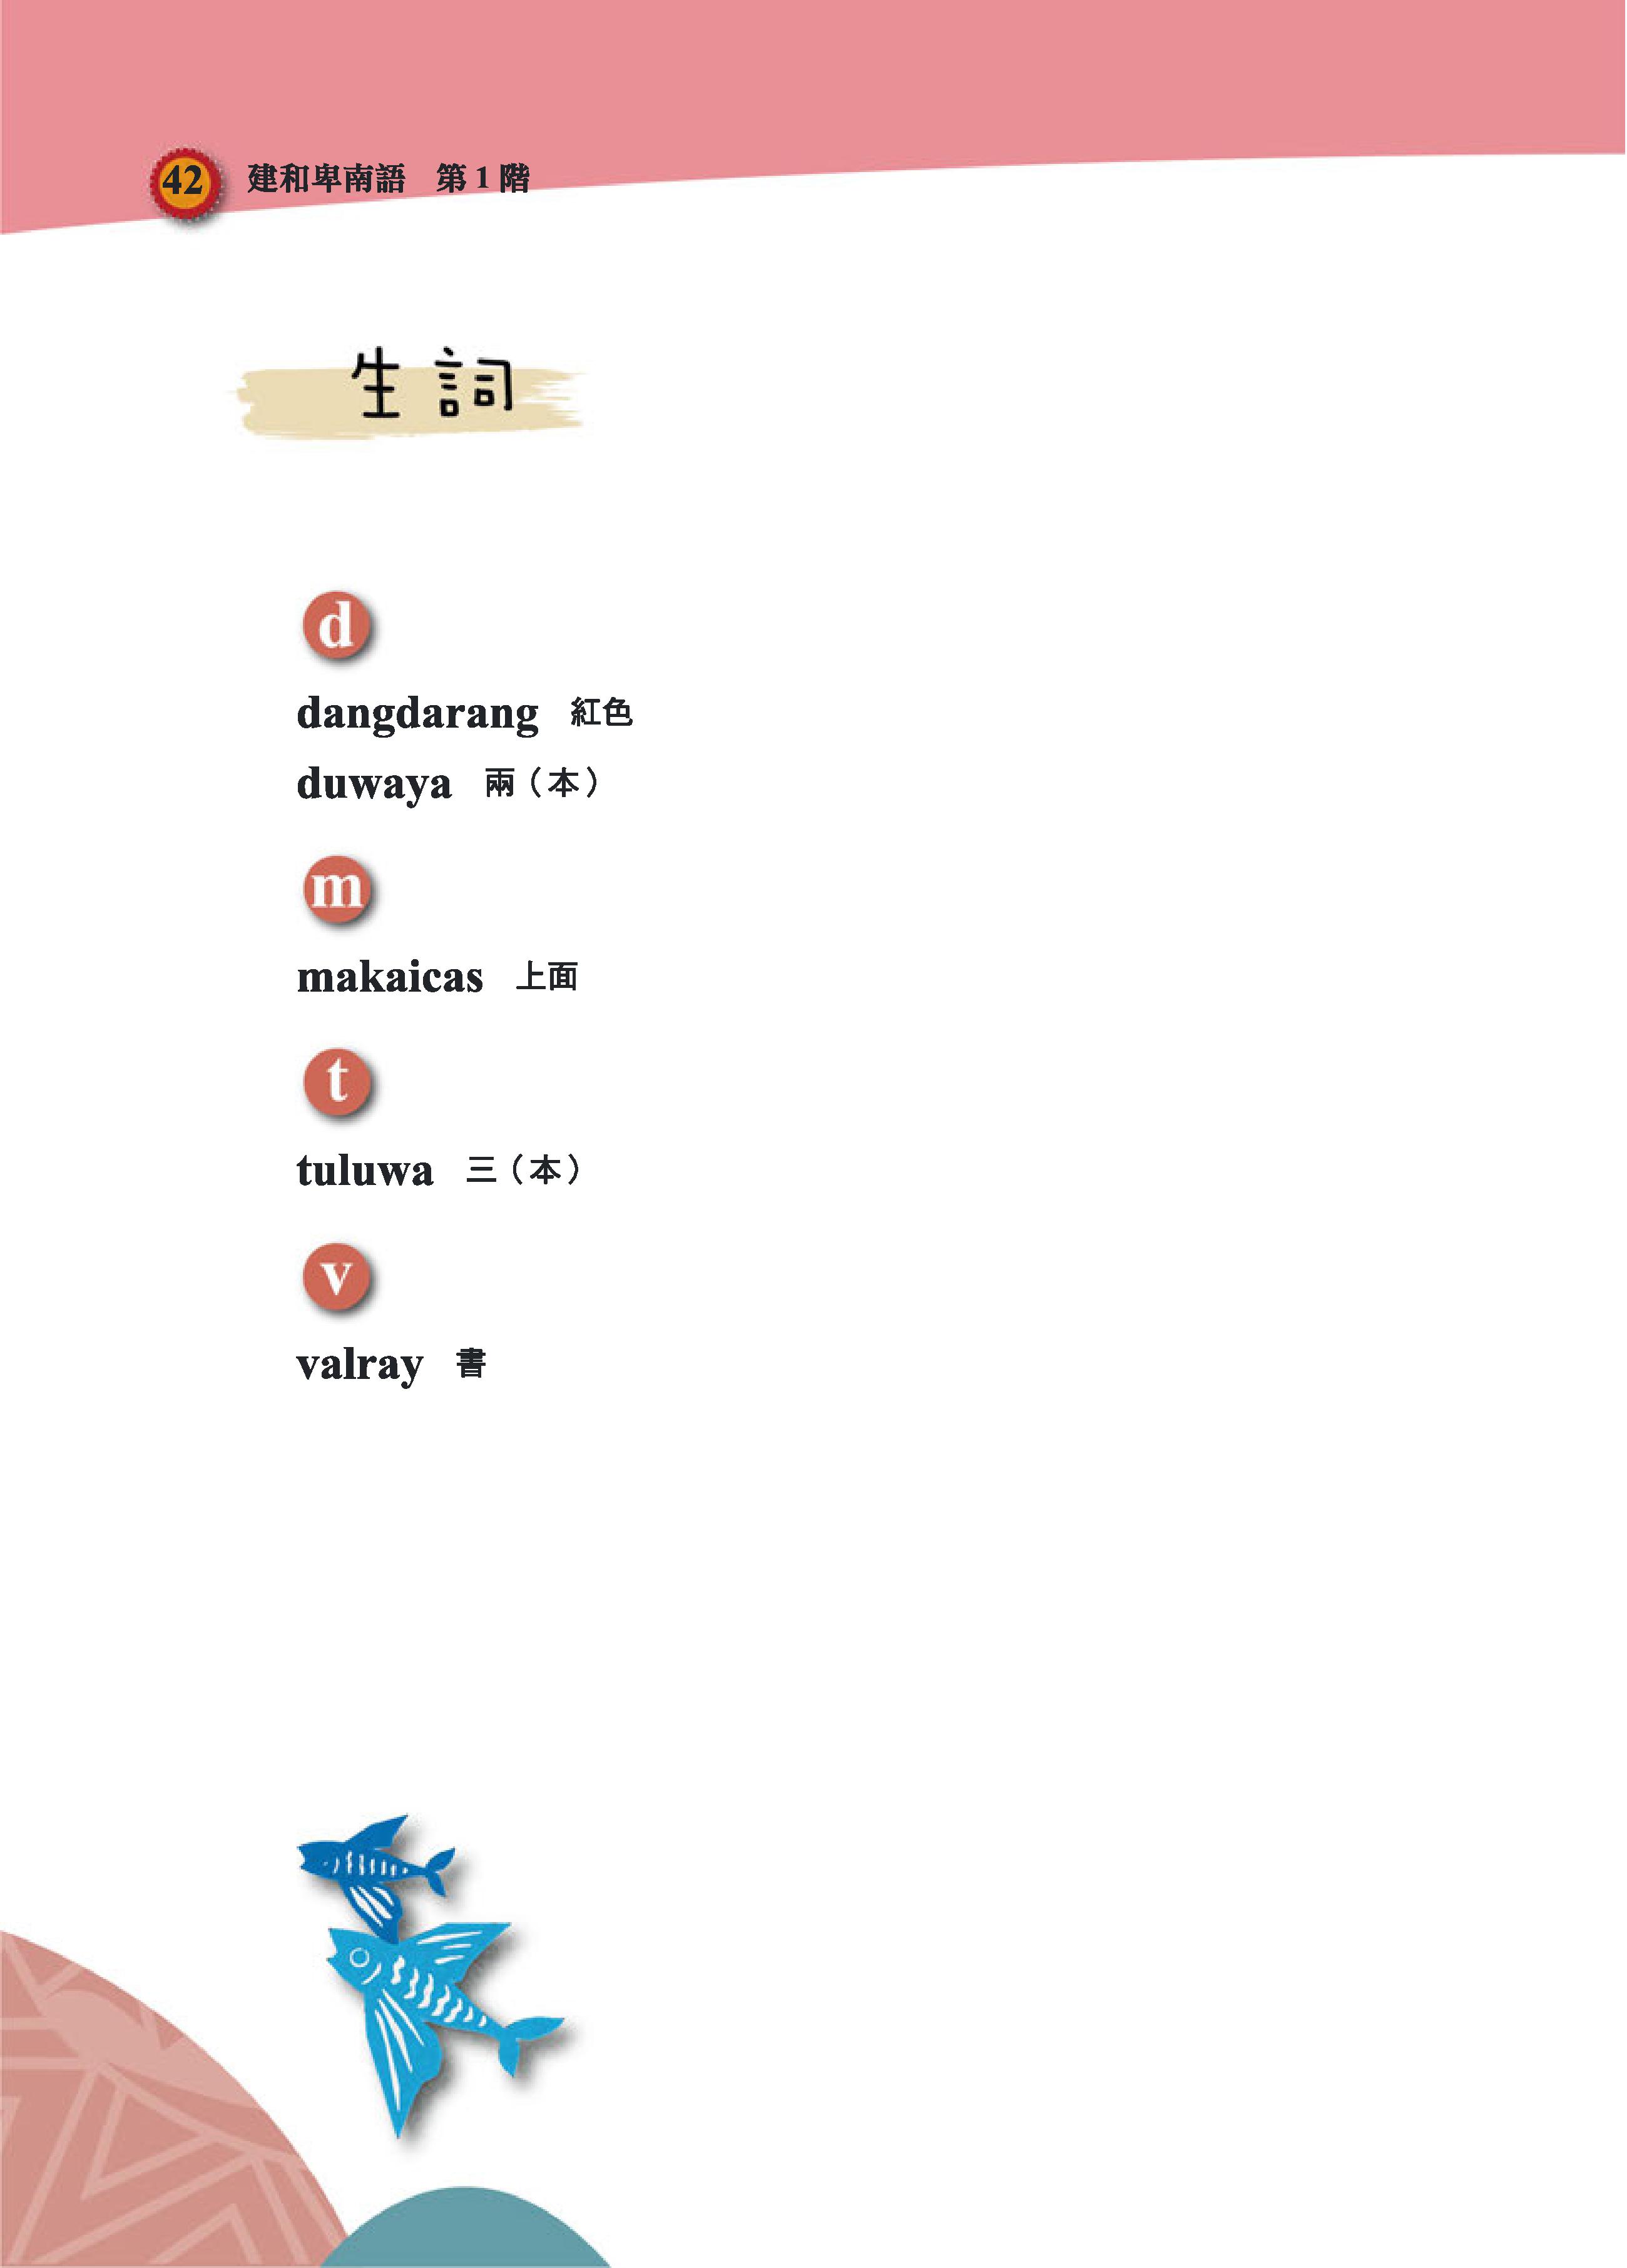 42 建和卑南語 第 1 階
生詞
d
dangdarang 紅色
duwaya 兩（本）
m
makaicas 上面
t
tuluwa 三（本）
v
valray 書